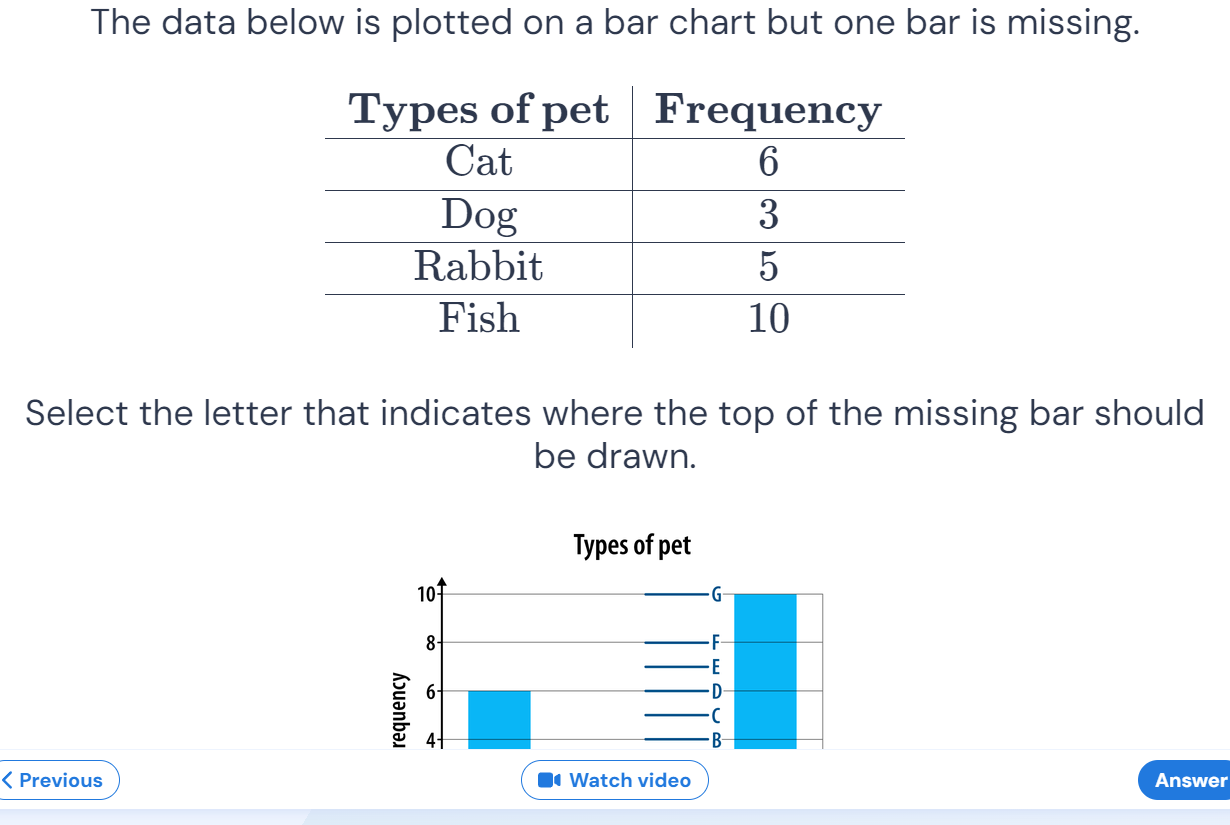 The data below is plotted on a bar chart but one bar is missing.
Types of pet Frequency
Cat 6
Dog 3
Rabbit 5
Fish 10
Select the letter that indicates where the top of the missing bar should
be drawn.
Types of pet
10 G
8 F
E
requency
6 D
C
4 B
Previous
Watch video
Answer